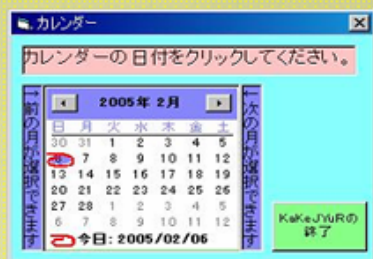 カレンダー
カレンダーの日付をクリックしてください。
↑前の月が選択できます
2005年 2月
日 月 火 水 木 金 土
30 31 1 2 3 4 5
6 7 8 9 10 11 12
13 14 15 16 17 18 19
20 21 22 23 24 25 26
27 28 1 2 3 4 5
6 7 8 9 10 11 12
今日: 2005/02/06
↑次の月が選択できます
KaKeJYuRの
終了